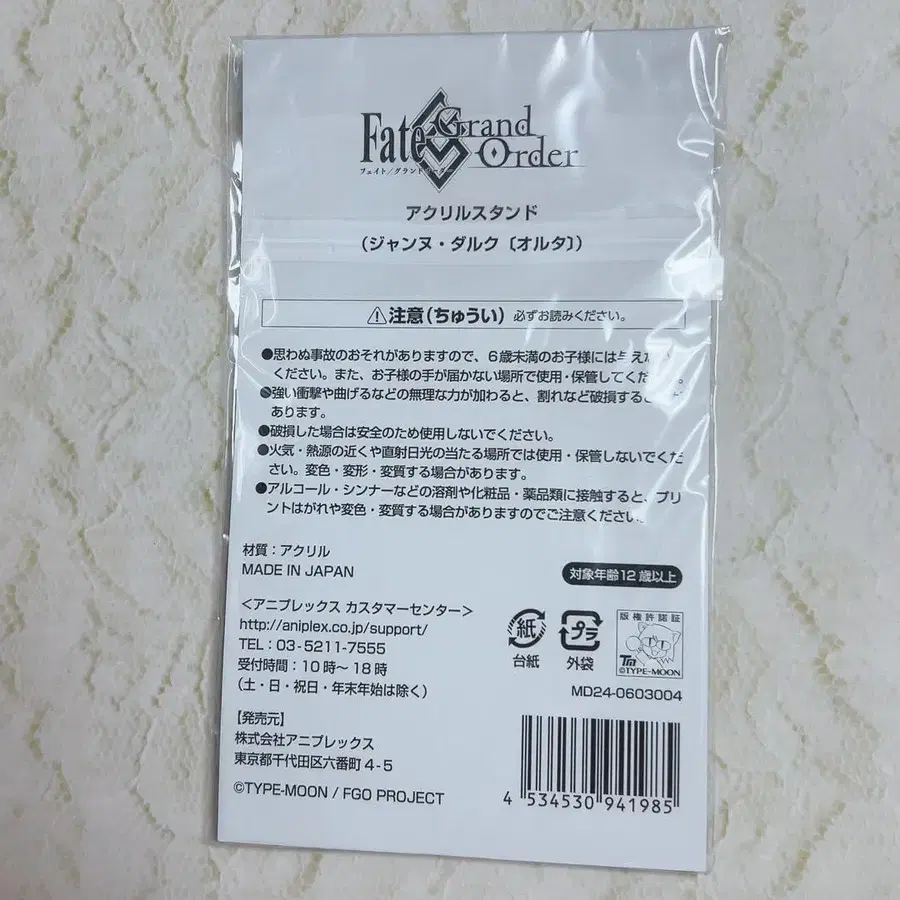 Fate Grand Order
フェイト／グランドオーダー
アクリルスタンド
（ジャンヌ・ダルク〔オルタ〕）
注意（ちゅうい） 必ずお読みください。
●思わぬ事故のおそれがありますので、6歳未満のお子様には与え
ください。また、お子様の手が届かない場所で使用・保管してください。
●強い衝撃や曲げるなどの無理な力が加わると、割れなど破損する
あります。
●破損した場合は安全のため使用しないでください。
●火気・熱源の近くや直射日光の当たる場所では使用・保管しないでくだ
さい。変色・変形・変質する場合があります。
●アルコール・シンナーなどの溶剤や化粧品・薬品類に接触すると、プリ
ントはがれや変色・変質する場合がありますのでご注意ください。
材質：アクリル
MADE IN JAPAN
対象年齢12歳以上
＜アニプレックス カスタマーセンター＞
http://aniplex.co.jp/support/
TEL：03-5211-7555
受付時間：10時～18時
（土・日・祝日・年末年始は除く）
紙
台紙
プラ
外袋
版権許諾証
TM
©TYPE-MOON
MD24-0603004
【発売元】
株式会社アニプレックス
東京都千代田区六番町4-5
©TYPE-MOON / FGO PROJECT
4 534530 941985